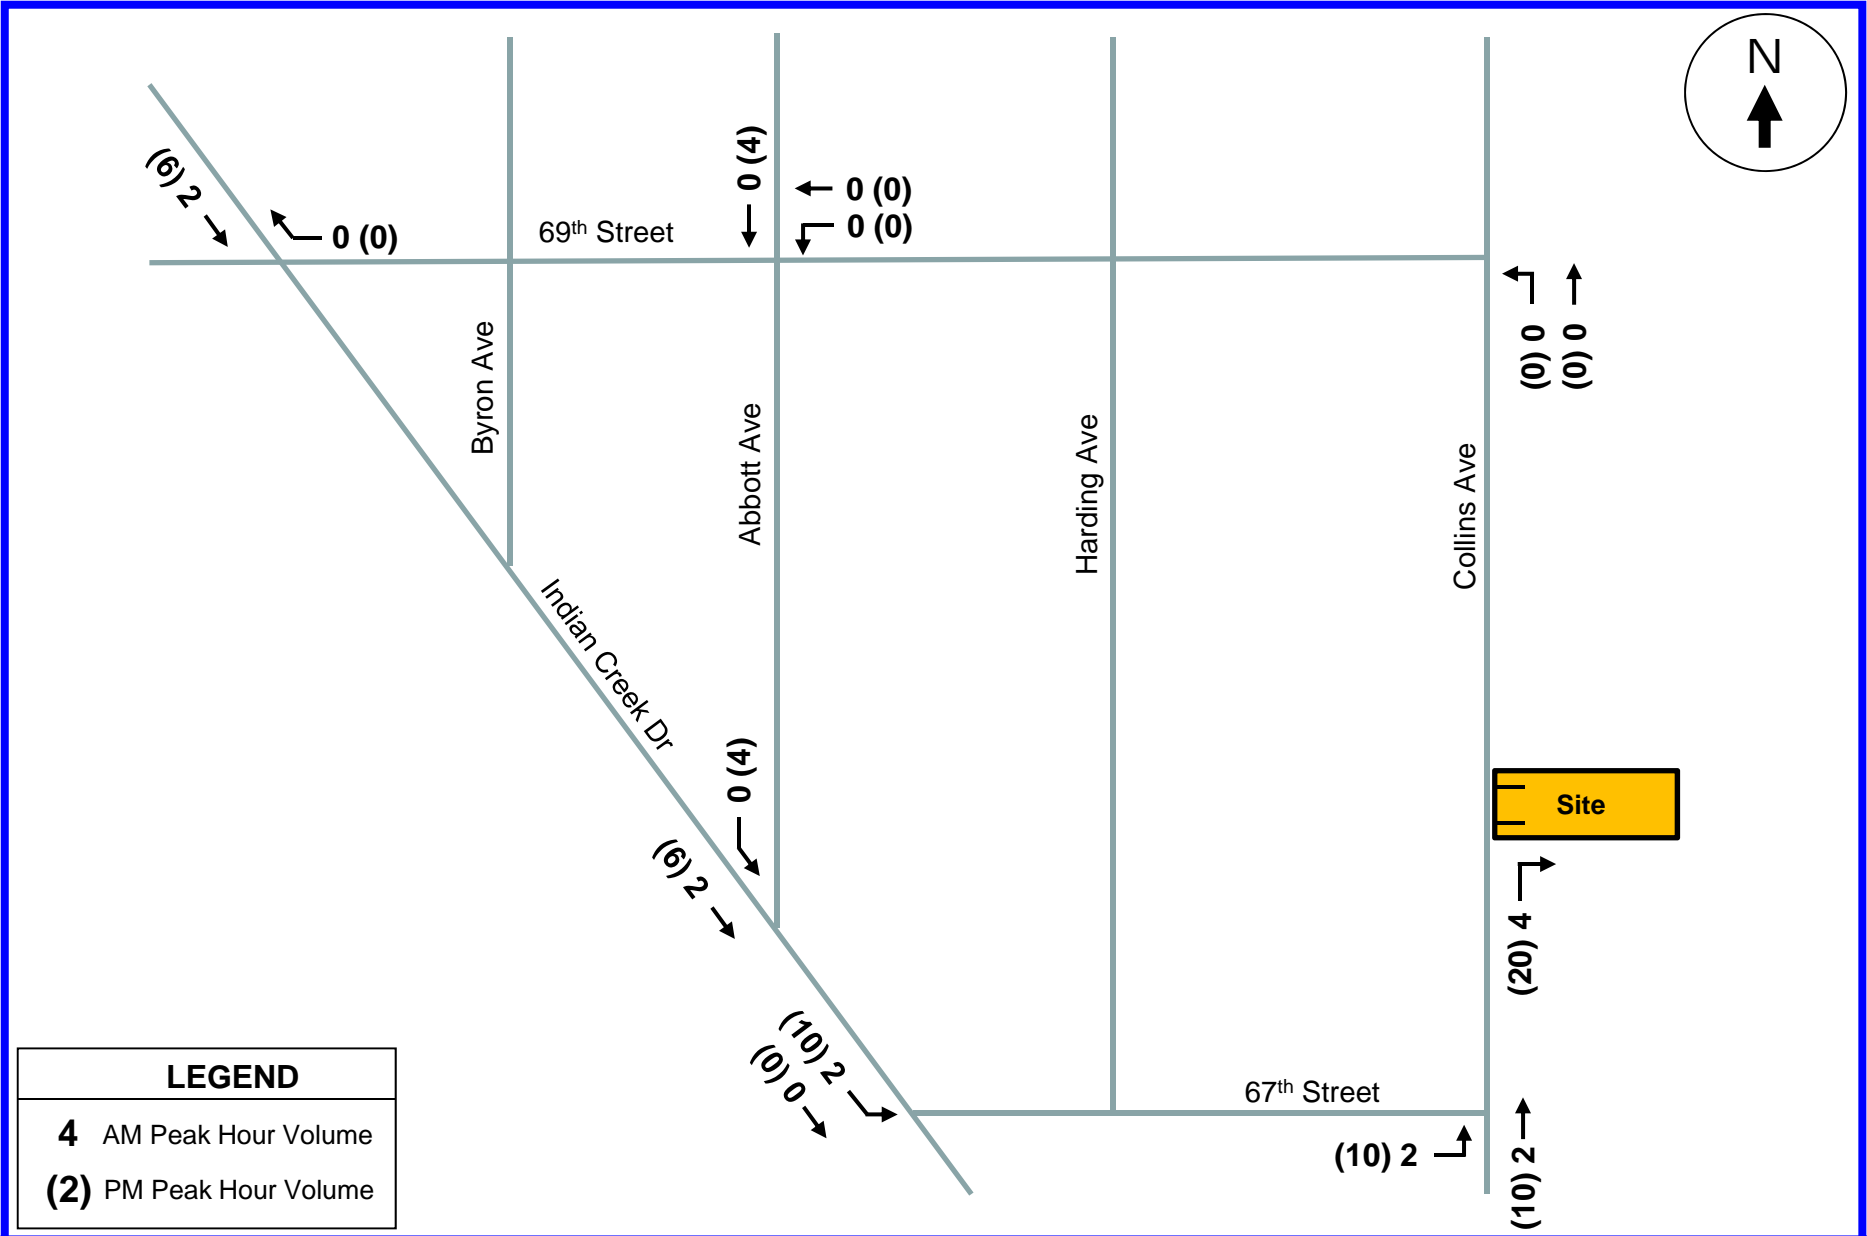 N
0 (4)
0 (0)
0 (0)
(6) 2
0 (0)
69th Street
(0) 0
(0) 0
Byron Ave
Abbott Ave
Harding Ave
Collins Ave
Indian Creek Dr
0 (4)
Site
(6) 2
(20) 4
(10) 2
(0) 0
67th Street
(10) 2
(10) 2
LEGEND
4 AM Peak Hour Volume
(2) PM Peak Hour Volume